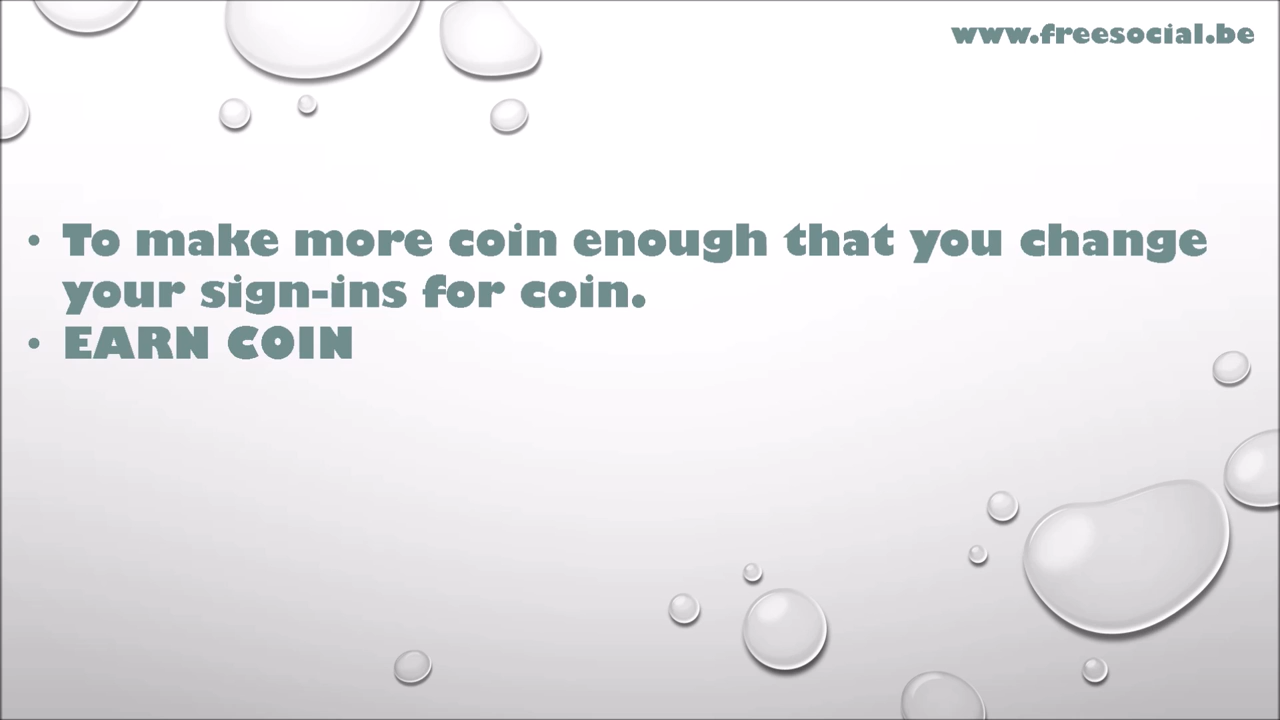 www.freesocial.be
• To make more coin enough that you change
your sign-ins for coin.
• EARN COIN